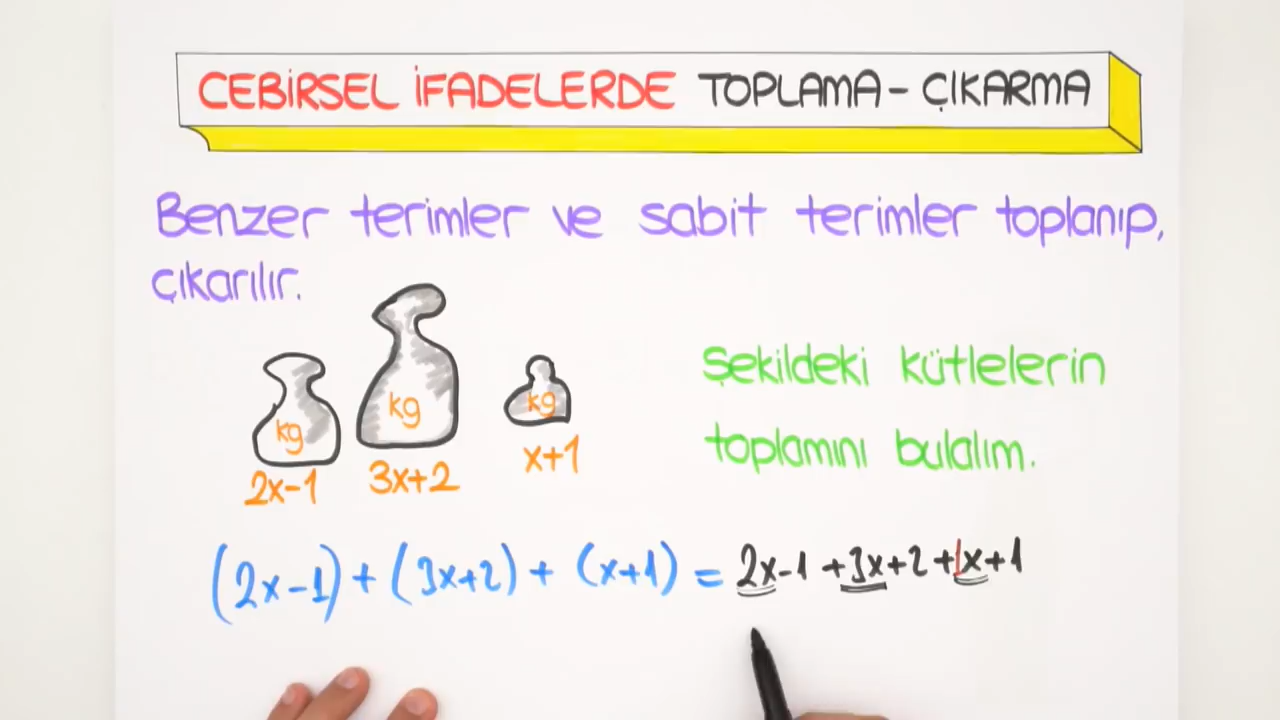 CEBİRSEL İFADELERDE TOPLAMA - ÇIKARMA
Benzer terimler ve sabit terimler toplanıp,
çıkarılır.
kg kg kg
2x-1 3x+2 x+1
Şekildeki kütlelerin
toplamını bulalım.
(2x-1)+(3x+2)+(x+1)=2x-1+3x+2+1x+1